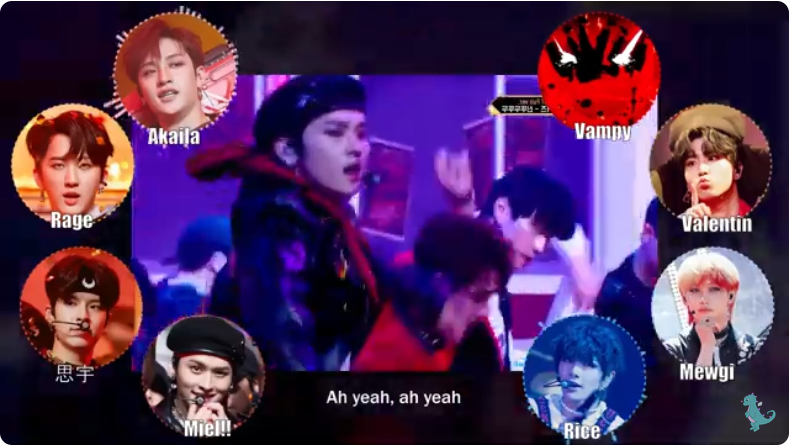 Akaila
Vampy
Rage
Valentin
思宇
Mewgi
Miel!!
Ah yeah, ah yeah
Rice